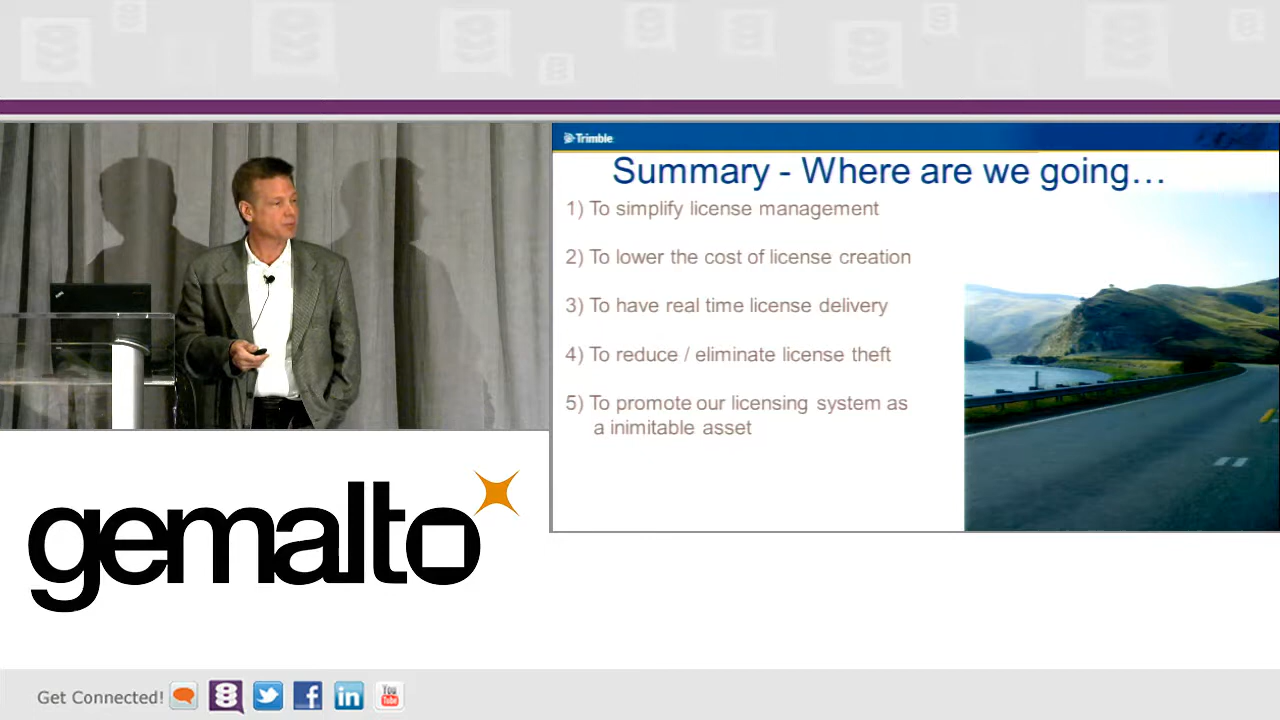 Trimble
Summary - Where are we going...
1) To simplify license management
2) To lower the cost of license creation
3) To have real time license delivery
4) To reduce / eliminate license theft
5) To promote our licensing system as
a inimitable asset
gemalto
Get Connected!
You
Tube